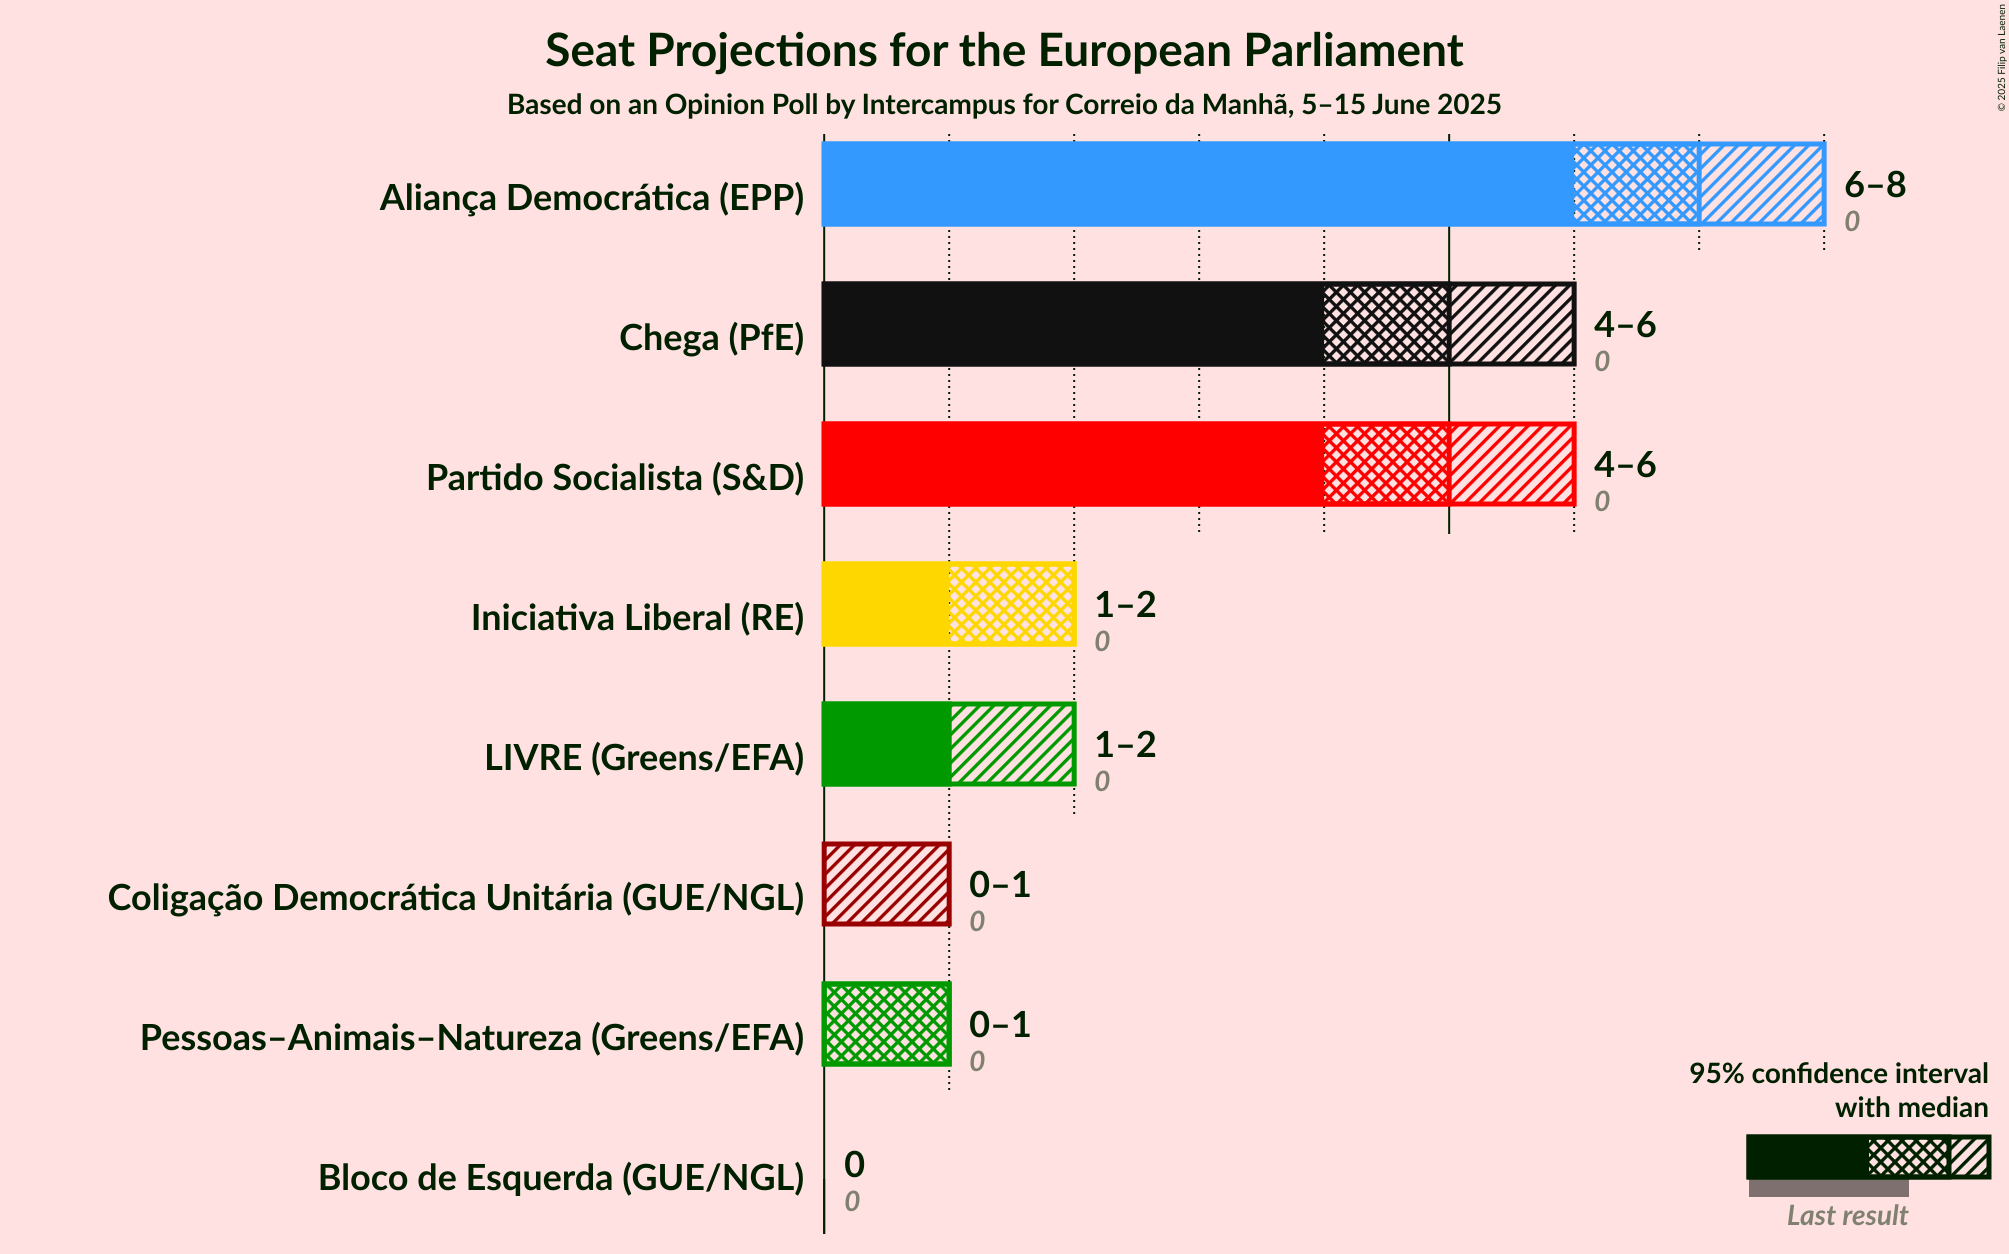 Seat Projections for the European Parliament
Based on an Opinion Poll by Intercampus for Correio da Manhã, 5–15 June 2025
© 2025 Filip van Laenen
Aliança Democrática (EPP)
6–8
0
Chega (PfE)
4–6
0
Partido Socialista (S&D)
4–6
0
Iniciativa Liberal (RE)
1–2
0
LIVRE (Greens/EFA)
1–2
0
Coligação Democrática Unitária (GUE/NGL)
0–1
0
Pessoas–Animais–Natureza (Greens/EFA)
0–1
0
Bloco de Esquerda (GUE/NGL)
0
0
95% confidence interval
with median
Last result